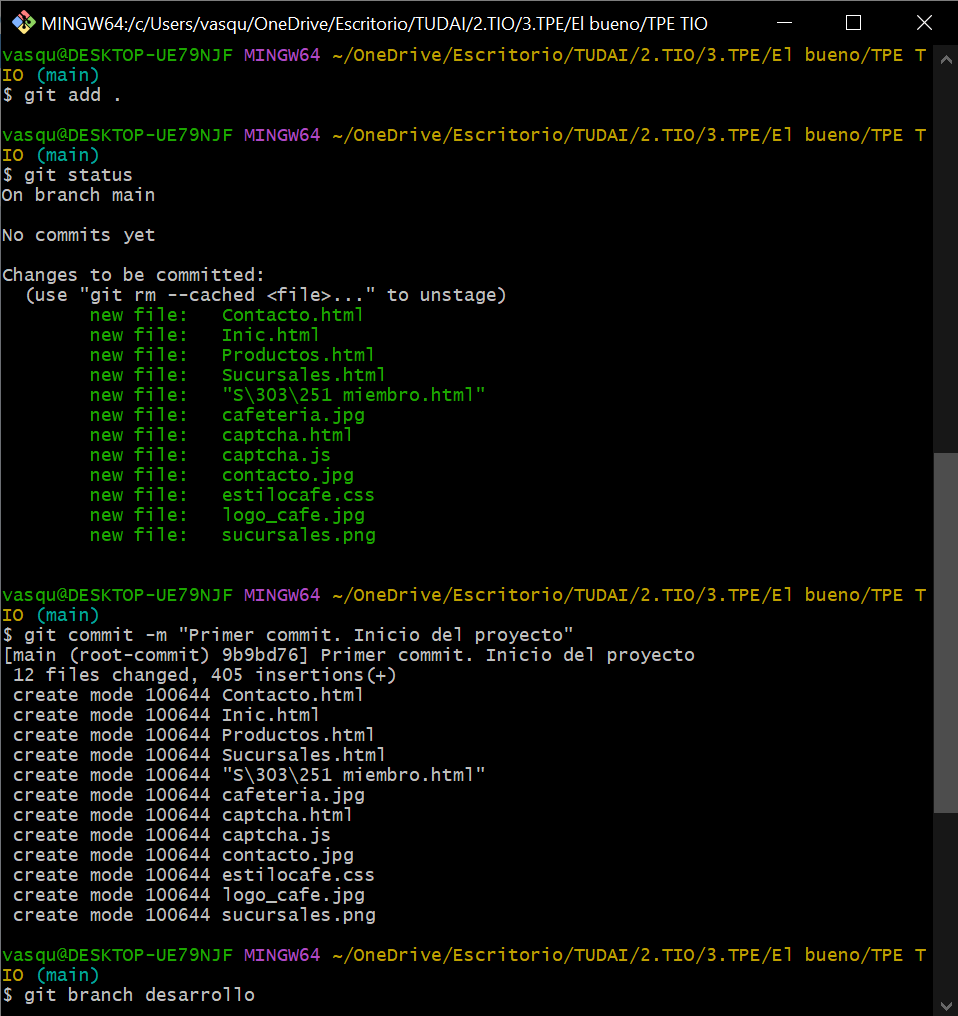 MINGW64:/c/Users/vasqu/OneDrive/Escritorio/TUDAI/2.TIO/3.TPE/El bueno/TPE TIO
vasqu@DESKTOP-UE79NJF MINGW64 ~/OneDrive/Escritorio/TUDAI/2.TIO/3.TPE/El bueno/TPE T
IO (main)
$ git add .
vasqu@DESKTOP-UE79NJF MINGW64 ~/OneDrive/Escritorio/TUDAI/2.TIO/3.TPE/El bueno/TPE T
IO (main)
$ git status
On branch main
No commits yet
Changes to be committed:
  (use "git rm --cached <file>..." to unstage)
        new file:   Contacto.html
        new file:   Inic.html
        new file:   Productos.html
        new file:   Sucursales.html
        new file:   "S\303\251 miembro.html"
        new file:   cafeteria.jpg
        new file:   captcha.html
        new file:   captcha.js
        new file:   contacto.jpg
        new file:   estilocafe.css
        new file:   logo_cafe.jpg
        new file:   sucursales.png
vasqu@DESKTOP-UE79NJF MINGW64 ~/OneDrive/Escritorio/TUDAI/2.TIO/3.TPE/El bueno/TPE T
IO (main)
$ git commit -m "Primer commit. Inicio del proyecto"
[main (root-commit) 9b9bd76] Primer commit. Inicio del proyecto
 12 files changed, 405 insertions(+)
 create mode 100644 Contacto.html
 create mode 100644 Inic.html
 create mode 100644 Productos.html
 create mode 100644 Sucursales.html
 create mode 100644 "S\303\251 miembro.html"
 create mode 100644 cafeteria.jpg
 create mode 100644 captcha.html
 create mode 100644 captcha.js
 create mode 100644 contacto.jpg
 create mode 100644 estilocafe.css
 create mode 100644 logo_cafe.jpg
 create mode 100644 sucursales.png
vasqu@DESKTOP-UE79NJF MINGW64 ~/OneDrive/Escritorio/TUDAI/2.TIO/3.TPE/El bueno/TPE T
IO (main)
$ git branch desarrollo